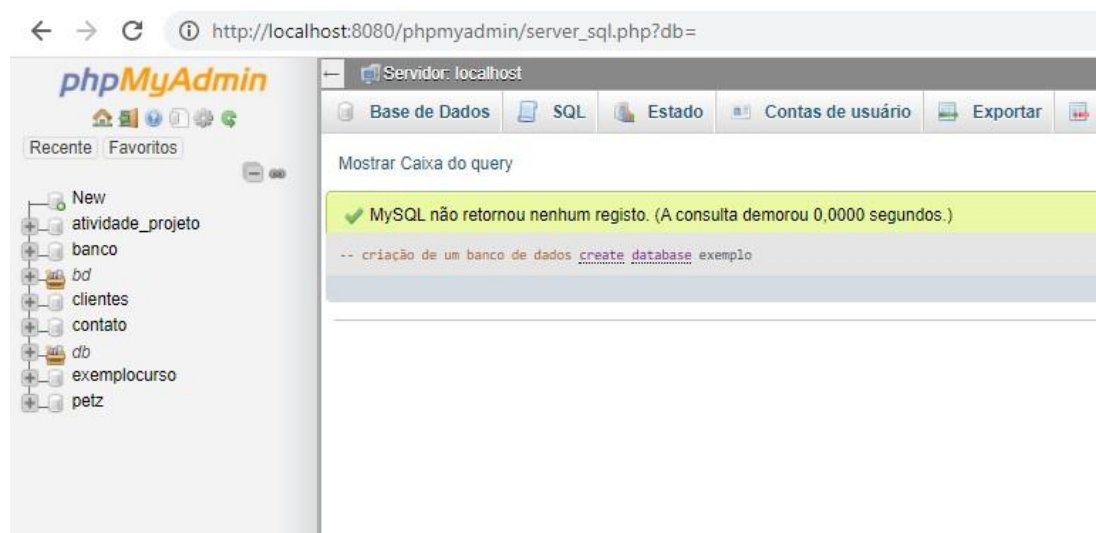 http://localhost:8080/phpmyadmin/server_sql.php?db=
phpMyAdmin
Recente Favoritos
New
atividade_projeto
banco
bd
clientes
contato
db
exemplocurso
petz
Servidor: localhost
Base de Dados SQL Estado Contas de usuário Exportar
Mostrar Caixa do query
MySQL não retornou nenhum registo. (A consulta demorou 0,0000 segundos.)
-- criação de um banco de dados create database exemplo